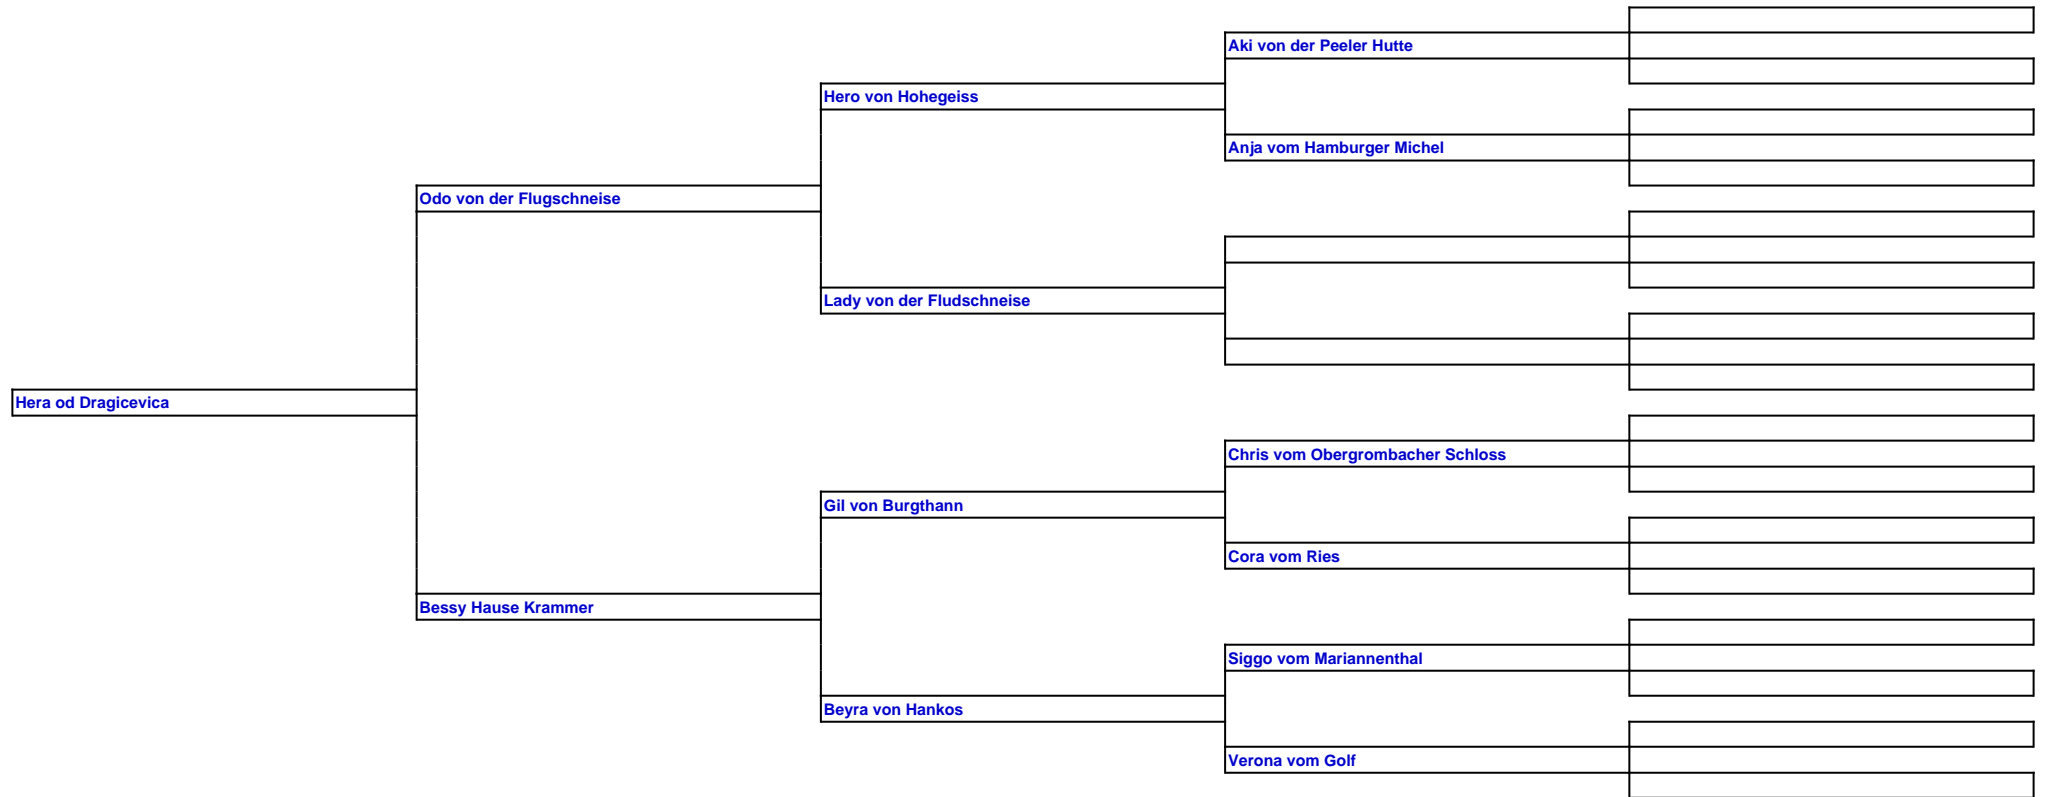 Aki von der Peeler Hutte
Hero von Hohegeiss
Anja vom Hamburger Michel
Odo von der Flugschneise
Lady von der Fludschneise
Hera od Dragicevica
Chris vom Obergrombacher Schloss
Gil von Burgthann
Cora vom Ries
Bessy Hause Krammer
Siggo vom Mariannenthal
Beyra von Hankos
Verona vom Golf